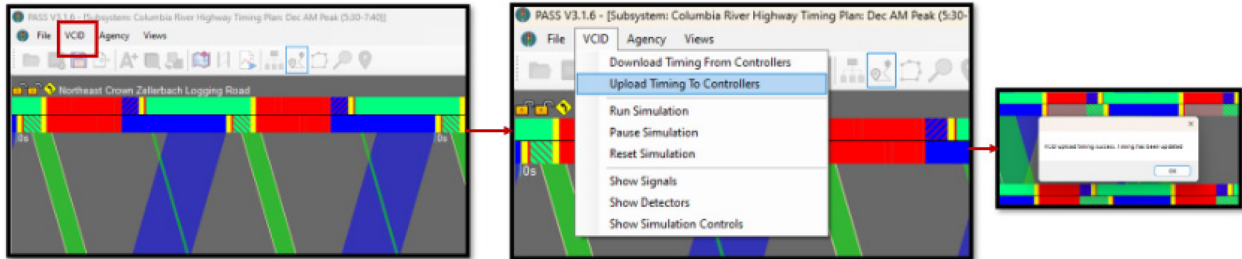 PASS V3.1.6 - [Subsystem: Columbia River Highway Timing Plan: Dec AM Peak (5:30-7:40)]
File VCID Agency Views
Northeast Crown Zellerbach Logging Road
0s
0s
PASS V3.1.6 - [Subsystem: Columbia River Highway Timing Plan: Dec AM Peak (5:30-
File VCID Agency Views
Download Timing From Controllers
Upload Timing To Controllers
Run Simulation
Pause Simulation
Reset Simulation
Show Signals
Show Detectors
Show Simulation Controls
0s
VCID upload timing success. Timing has been updated
OK